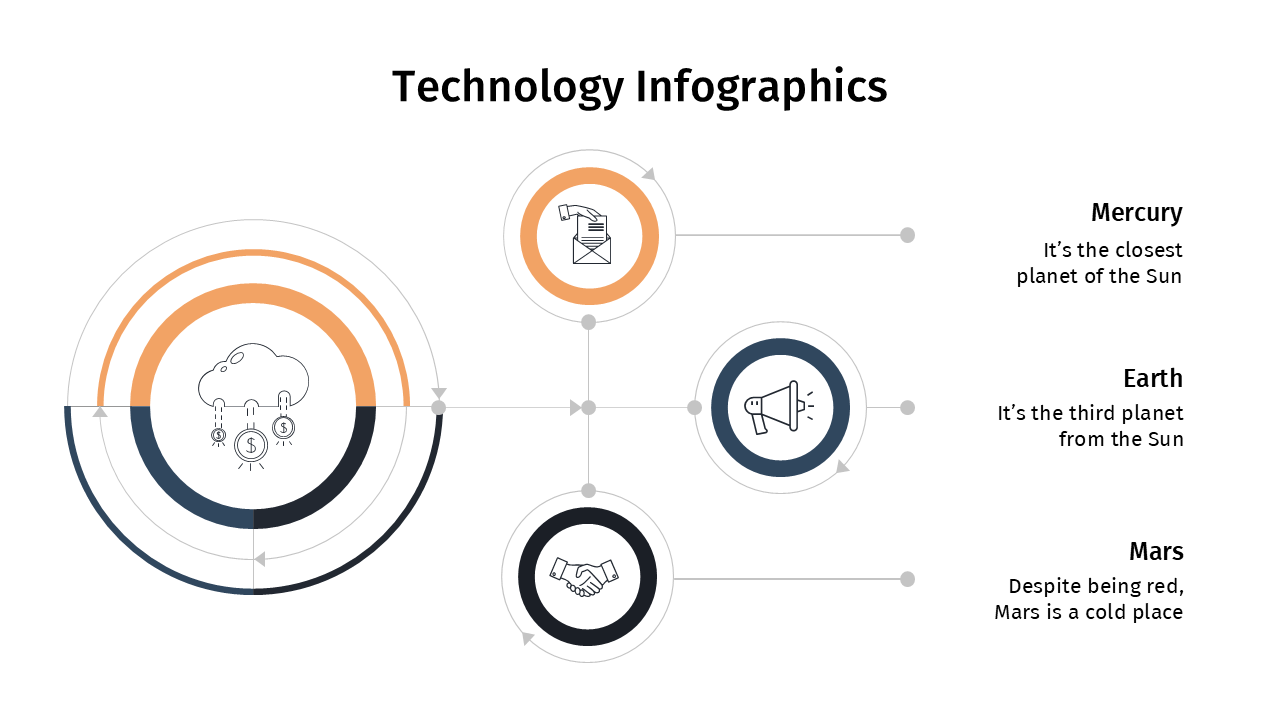 Technology Infographics
Mercury
It’s the closest
planet of the Sun
Earth
It’s the third planet
from the Sun
Mars
Despite being red,
Mars is a cold place
$
$
$